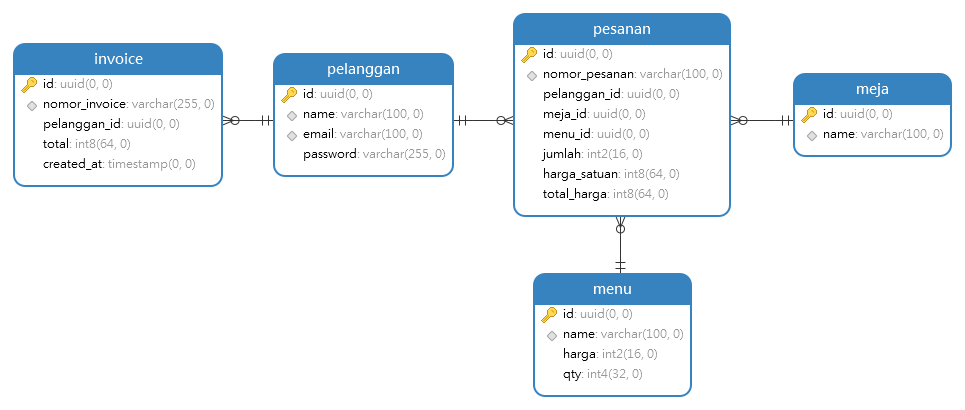 invoice
id: uuid(0, 0)
nomor_invoice: varchar(255, 0)
pelanggan_id: uuid(0, 0)
total: int8(64, 0)
created_at: timestamp(0, 0)
pelanggan
id: uuid(0, 0)
name: varchar(100, 0)
email: varchar(100, 0)
password: varchar(255, 0)
pesanan
id: uuid(0, 0)
nomor_pesanan: varchar(100, 0)
pelanggan_id: uuid(0, 0)
meja_id: uuid(0, 0)
menu_id: uuid(0, 0)
jumlah: int2(16, 0)
harga_satuan: int8(64, 0)
total_harga: int8(64, 0)
meja
id: uuid(0, 0)
name: varchar(100, 0)
menu
id: uuid(0, 0)
name: varchar(100, 0)
harga: int2(16, 0)
qty: int4(32, 0)